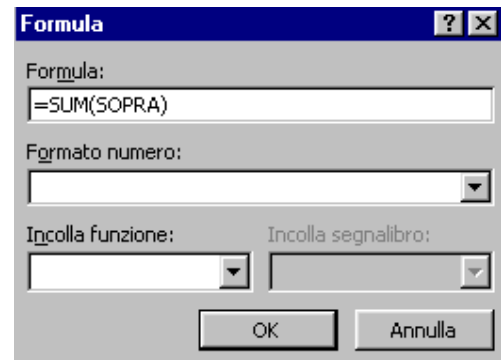 Formula
Formula:
=SUM(SOPRA)
Formato numero:
Incolla funzione: Incolla segnalibro:
OK Annulla